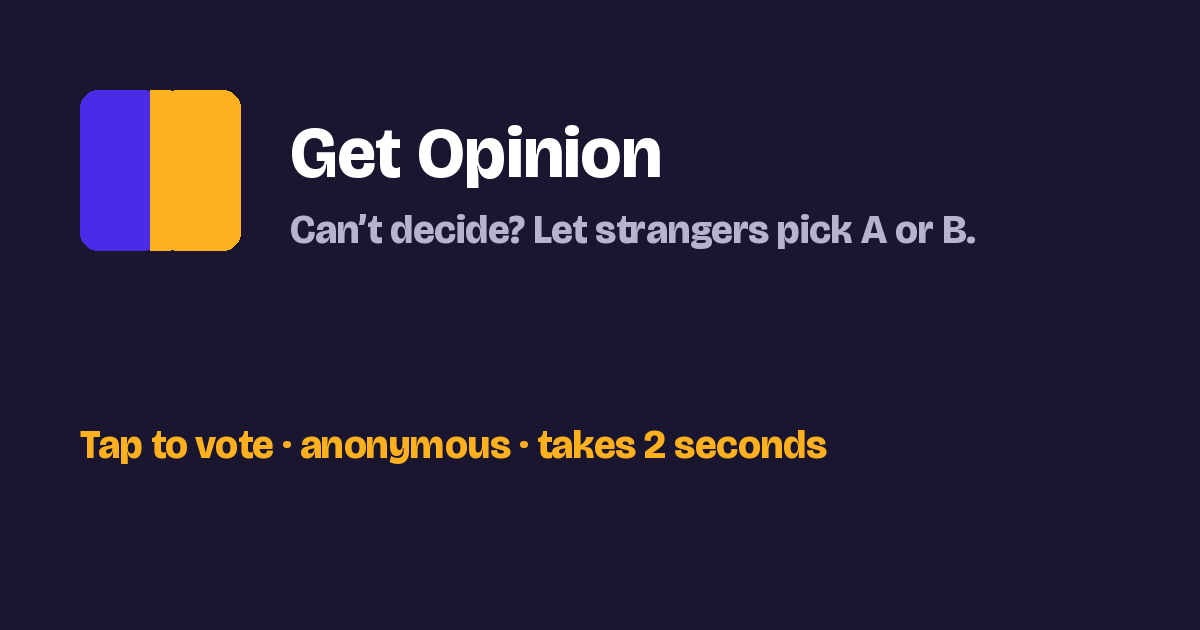 Get Opinion
Can’t decide? Let strangers pick A or B.
Tap to vote · anonymous · takes 2 seconds